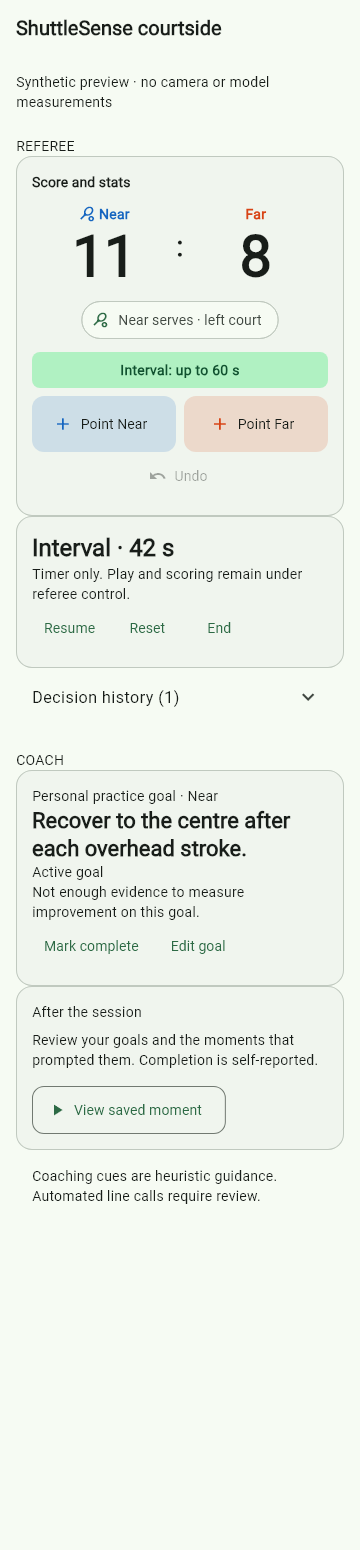 ShuttleSense courtside
Synthetic preview · no camera or model
measurements
REFEREE
Score and stats
Near
Far
11 : 8
Near serves · left court
Interval: up to 60 s
Point Near
Point Far
Undo
Interval · 42 s
Timer only. Play and scoring remain under
referee control.
Resume Reset End
Decision history (1)
COACH
Personal practice goal · Near
Recover to the centre after
each overhead stroke.
Active goal
Not enough evidence to measure
improvement on this goal.
Mark complete Edit goal
After the session
Review your goals and the moments that
prompted them. Completion is self-reported.
View saved moment
Coaching cues are heuristic guidance.
Automated line calls require review.